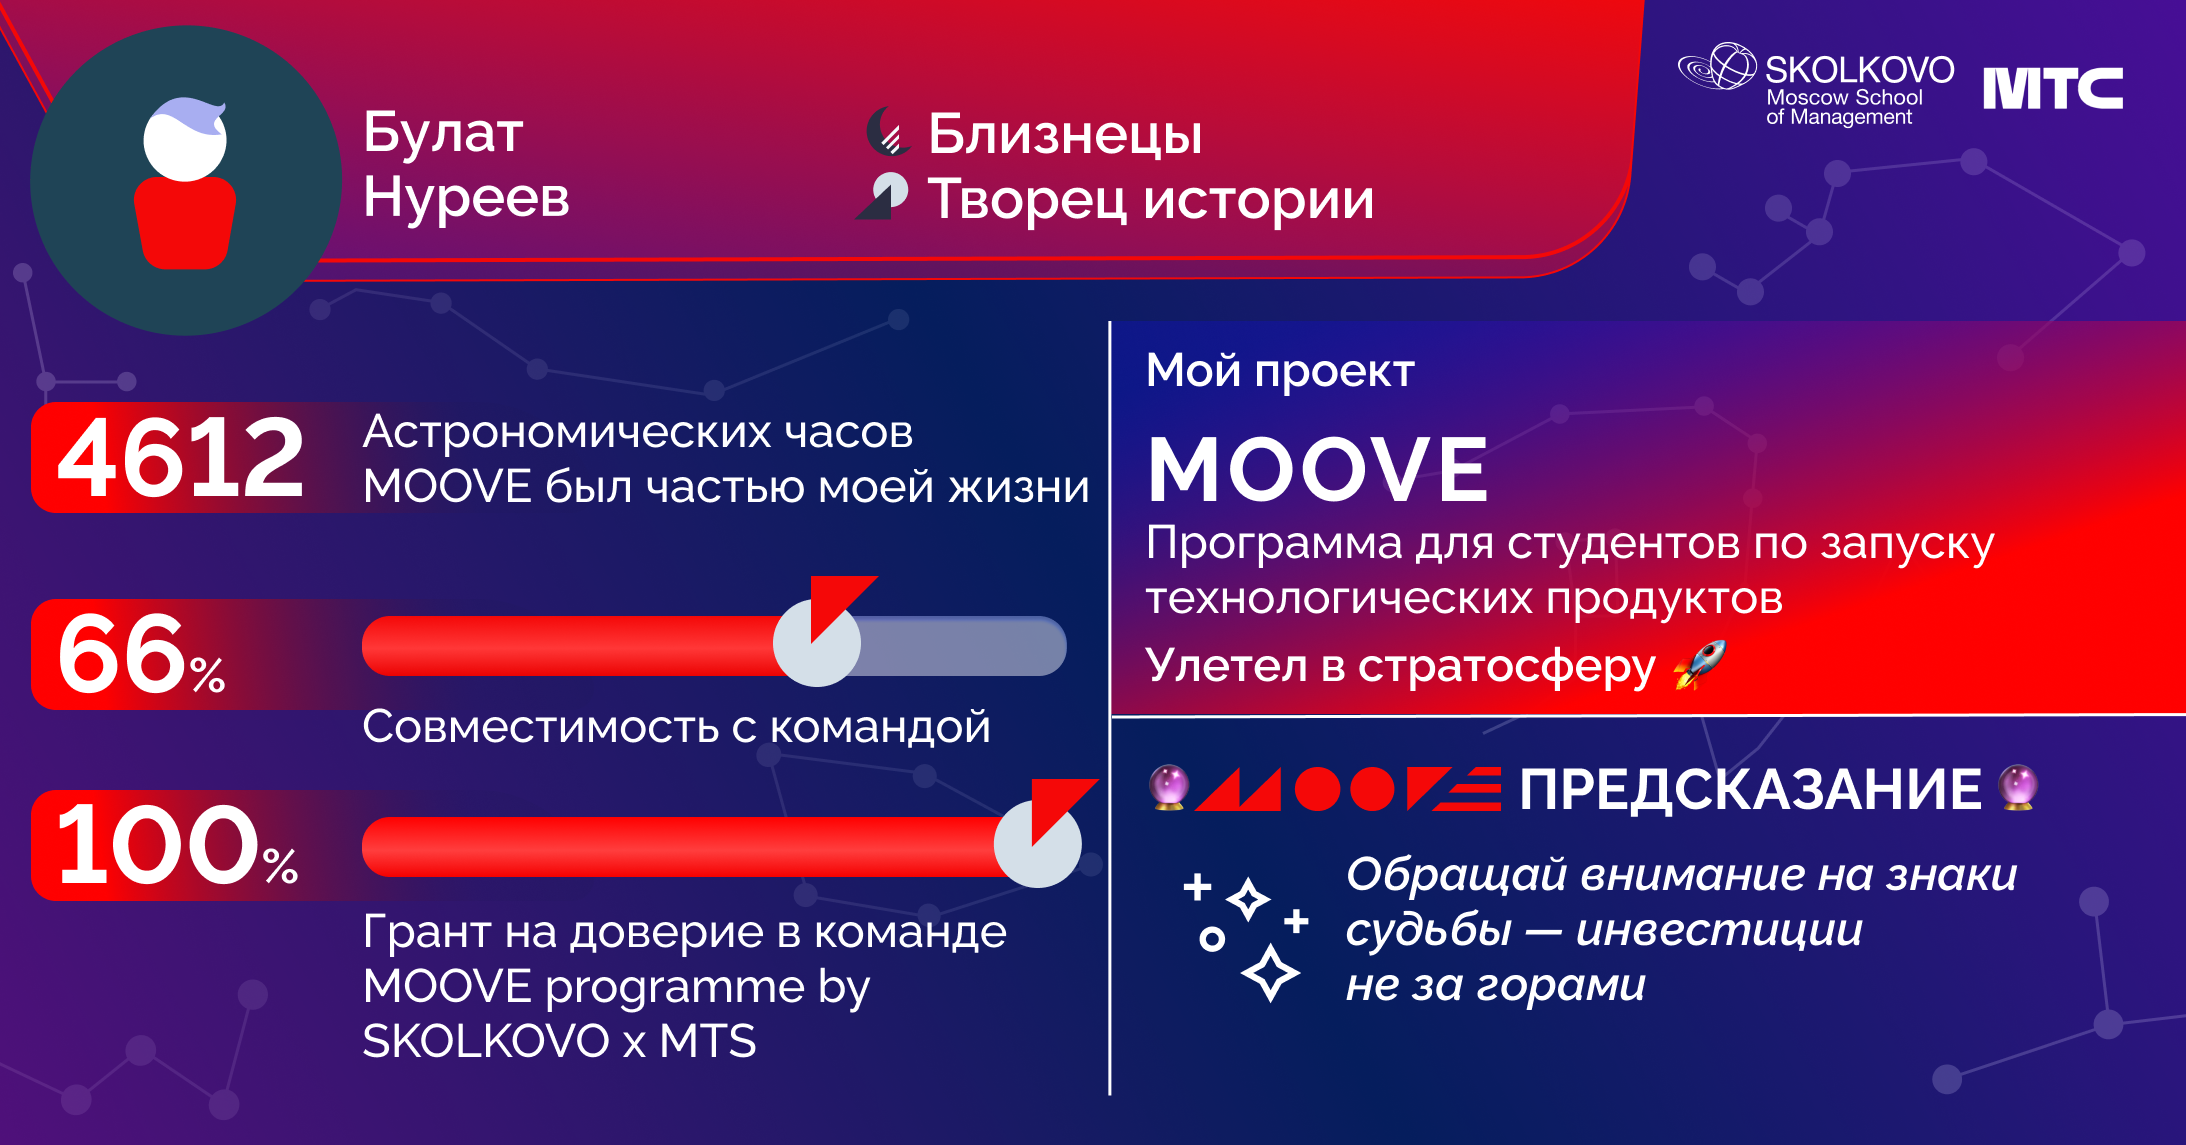 Булат
Нуреев
Близнецы
Творец истории
SKOLKOVO
Moscow School
of Management
МТС
4612
Астрономических часов
MOOVE был частью моей жизни
66%
Совместимость с командой
100%
Грант на доверие в команде
MOOVE programme by
SKOLKOVO x MTS
Мой проект
MOOVE
Программа для студентов по запуску
технологических продуктов
Улетел в стратосферу 🚀
🔮MOOVE ПРЕДСКАЗАНИЕ🔮
Обращай внимание на знаки
судьбы — инвестиции
не за горами